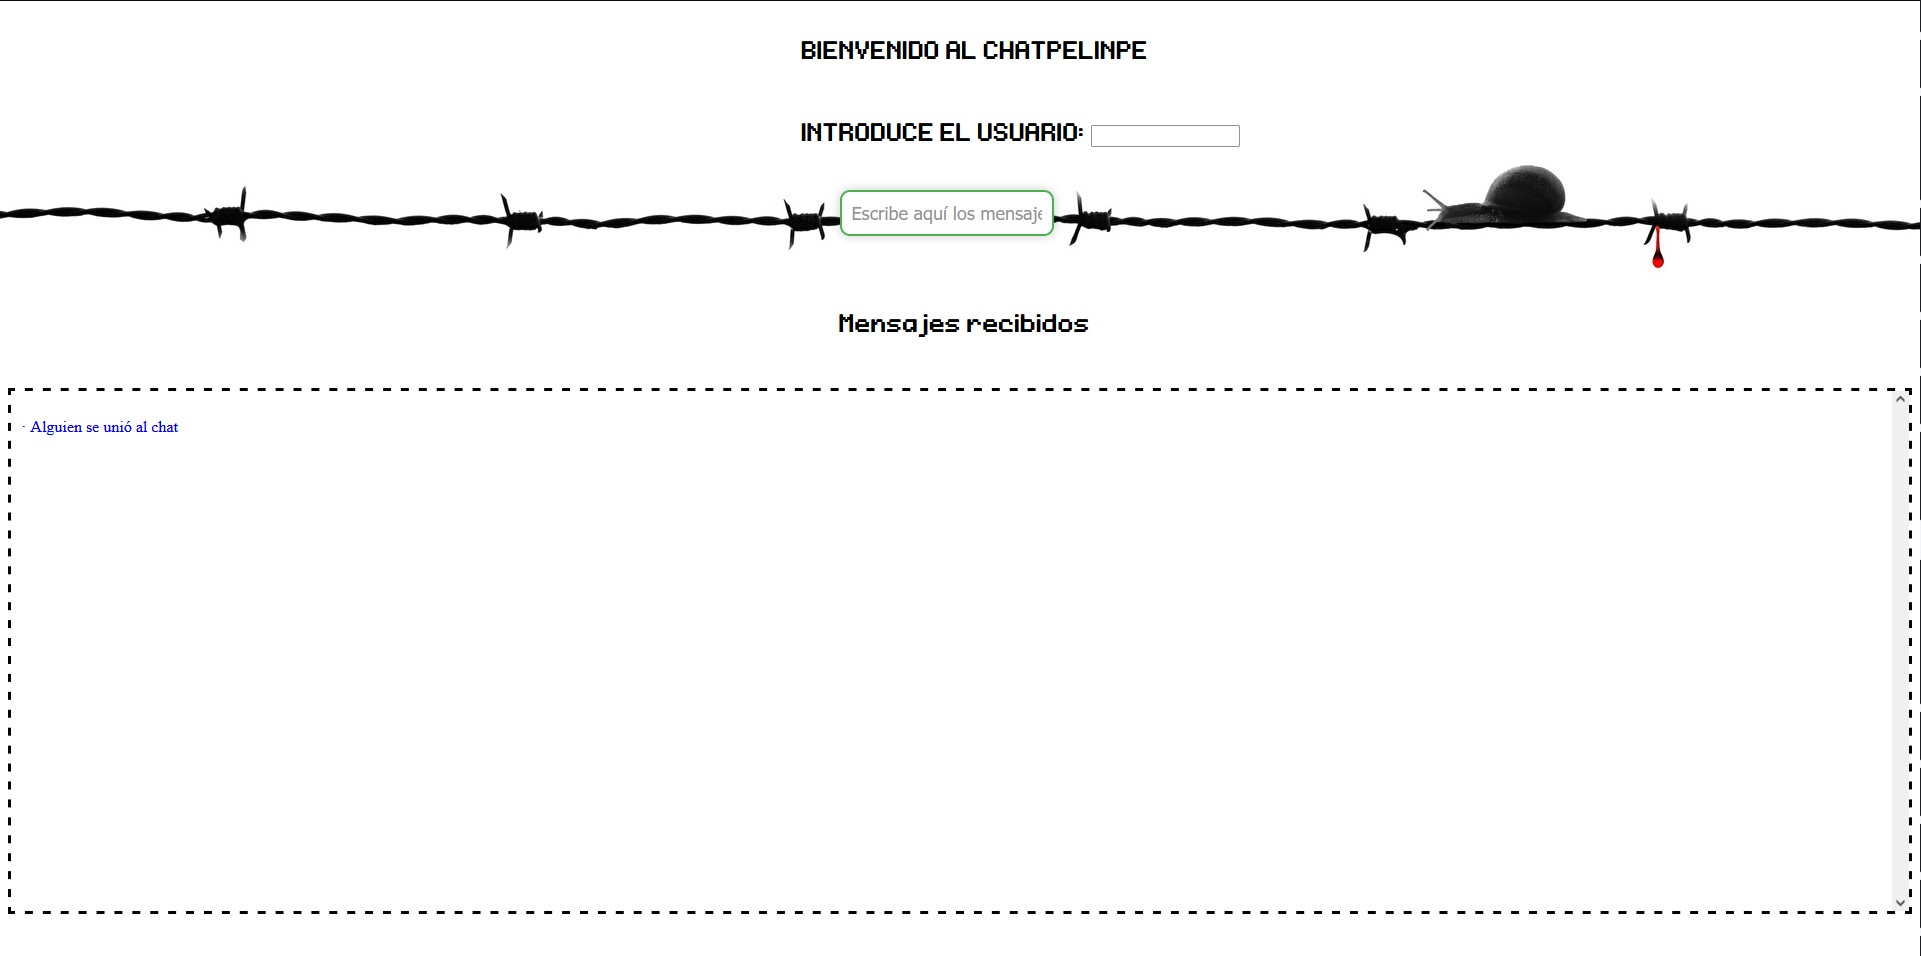 BIENVENIDO AL CHATPELINPE
INTRODUCE EL USUARIO:
Escribe aquí los mensaje
Mensajes recibidos
· Alguien se unió al chat